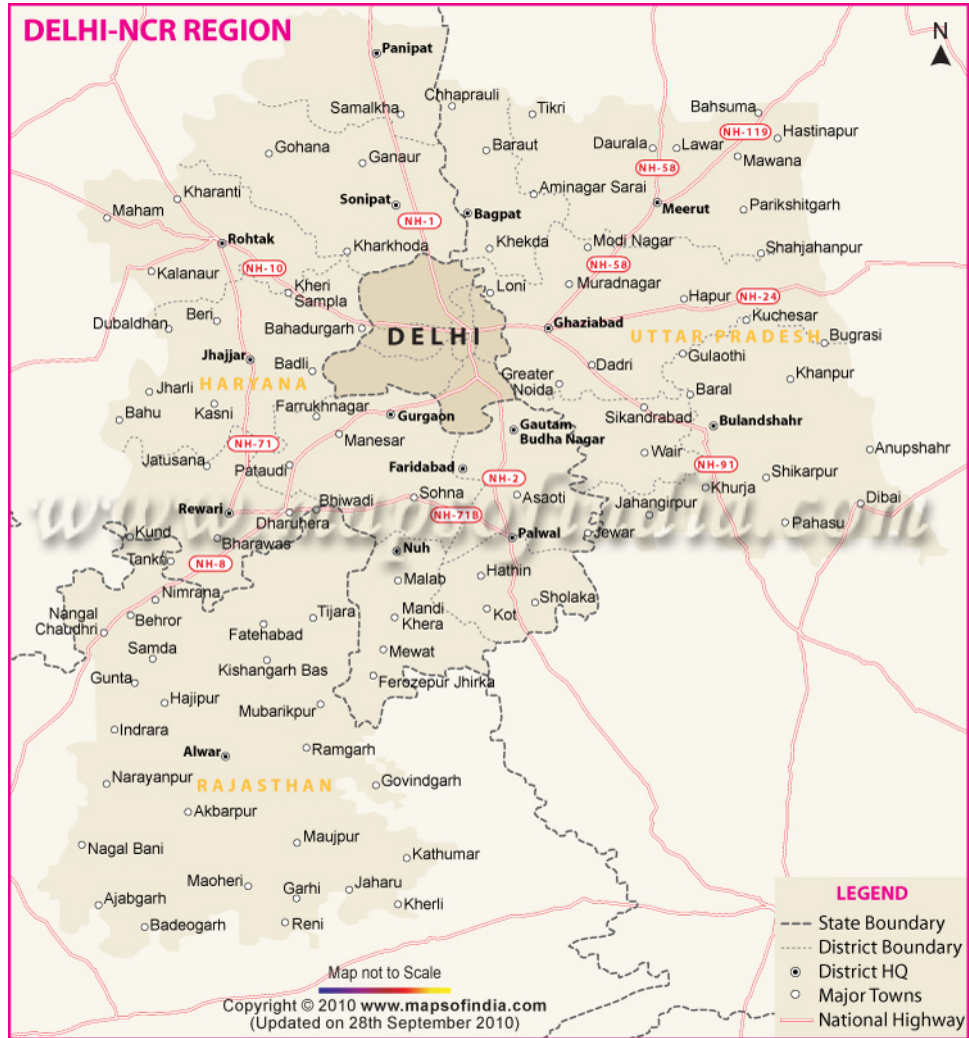 DELHI-NCR REGION
N
Panipat
Chhaprauli
Samalkha
Tikri
Bahsuma
NH-119
Hastinapur
Gohana
Ganaur
Baraut
Daurala
Lawar
Mawana
NH-58
Kharanti
Aminagar Sarai
Sonipat
Bagpat
Meerut
Parikshitgarh
Maham
NH-1
Rohtak
Kharkhoda
Khekda
Modi Nagar
Shahjahanpur
Kalanaur
NH-10
NH-58
Kheri
Sampla
Loni
Muradnagar
Hapur
NH-24
Dubaldhan
Beri
Bahadurgarh
DELHI
Ghaziabad
Kuchesar
UTTAR PRADESH
Bugrasi
Jhajjar
Badli
Gulaothi
Dadri
Greater
Noida
Khanpur
Jharli
HARYANA
Baral
Bahu
Kasni
Farrukhnagar
Gurgaon
Sikandrabad
Bulandshahr
Gautam
Budha Nagar
Manesar
NH-71
Wair
Anupshahr
Jatusana
Pataudi
Faridabad
NH-2
NH-91
Shikarpur
Khurja
Dibai
Rewari
Bhiwadi
Sohna
Asaoti
Jahangirpur
Dharuhera
NH-71B
www.mapsofindia.com
Pahasu
Kund
Bharawas
Palwal
Jewar
Tankri
NH-8
Nuh
Malab
Hathin
Nimrana
Sholaka
Nangal
Chaudhri
Behror
Tijara
Mandi
Khera
Kot
Fatehabad
Samda
Mewat
Kishangarh Bas
Gunta
Ferozepur Jhirka
Hajipur
Mubarikpur
Indrara
Alwar
Ramgarh
Narayanpur
RAJASTHAN
Govindgarh
Akbarpur
Maujpur
Nagal Bani
Kathumar
Maoheri
Garhi
Jaharu
Ajabgarh
Kherli
Badeogarh
Reni
LEGEND
State Boundary
District Boundary
District HQ
Major Towns
National Highway
Map not to Scale
Copyright © 2010 www.mapsofindia.com
(Updated on 28th September 2010)